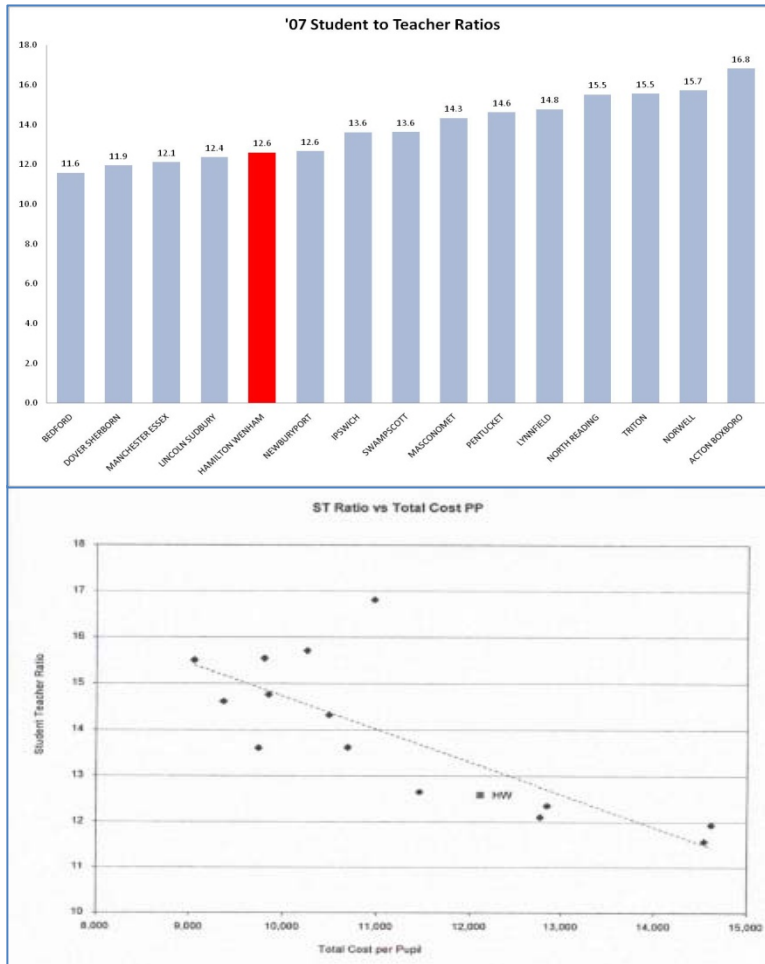 '07 Student to Teacher Ratios
18.0
16.0
14.0
12.0
10.0
8.0
6.0
4.0
2.0
0.0
11.6
11.9
12.1
12.4
12.6
12.6
13.6
13.6
14.3
14.6
14.8
15.5
15.5
15.7
16.8
BEDFORD
DOVER SHERBORN
MANCHESTER ESSEX
LINCOLN SUDBURY
HAMILTON WENHAM
NEWBURYPORT
IPSWICH
SWAMPSCOTT
MASCONOMET
PENTUCKET
LYNNFIELD
NORTH READING
TRITON
NORWELL
ACTON BOXBORO
ST Ratio vs Total Cost PP
Student Teacher Ratio
18
17
16
15
14
13
12
11
10
HW
8,000
9,000
10,000
11,000
12,000
13,000
14,000
15,000
Total Cost per Pupil